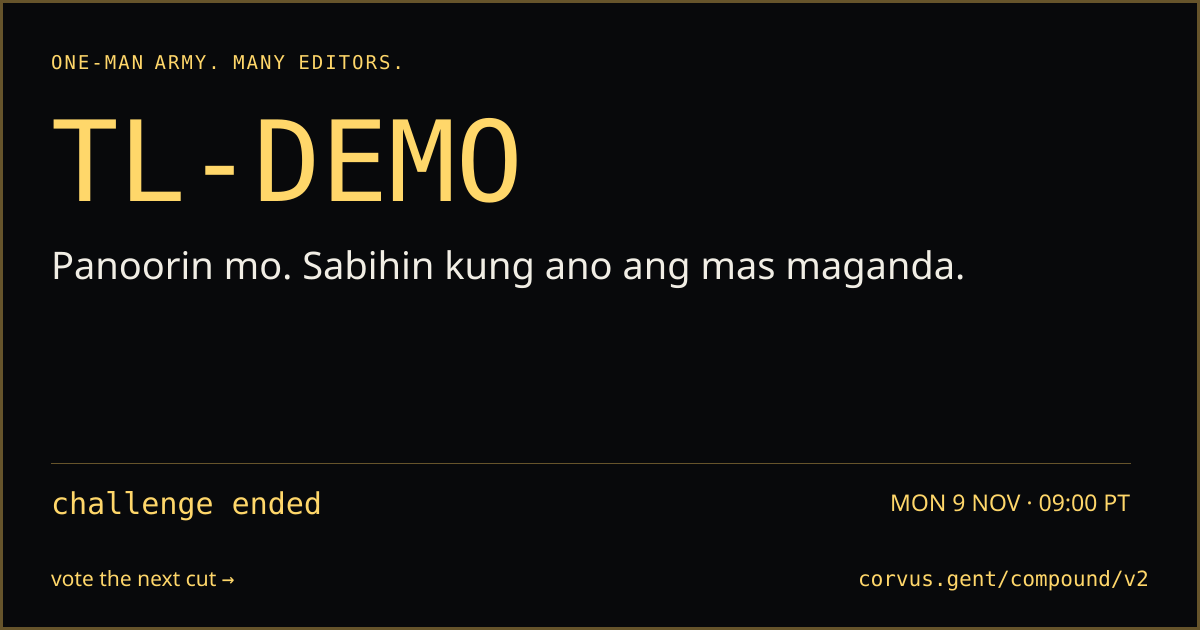 ONE-MAN ARMY. MANY EDITORS.
TL-DEMO
Panoorin mo. Sabihin kung ano ang mas maganda.
challenge ended
MON 9 NOV · 09:00 PT
vote the next cut →
corvus.gent/compound/v2